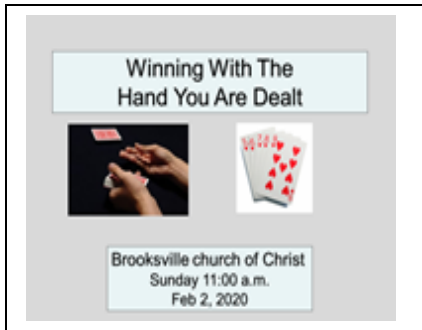 Winning With The
Hand You Are Dealt
Brooksville church of Christ
Sunday 11:00 a.m.
Feb 2, 2020